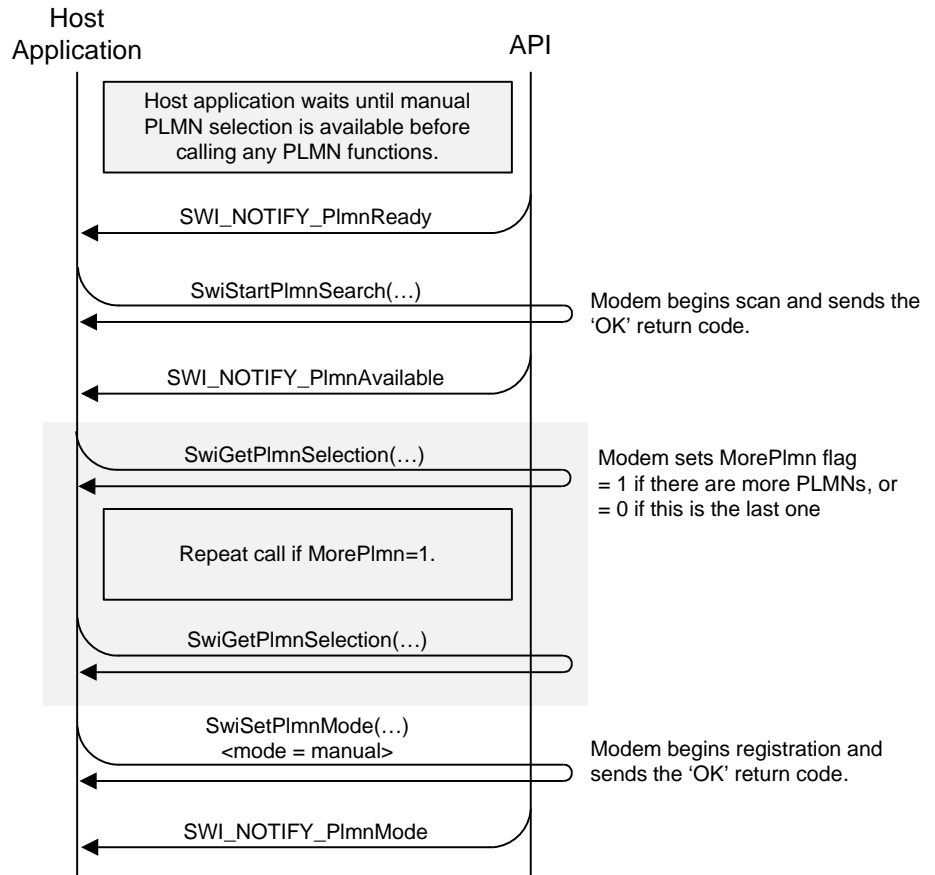 Host
Application
API
Host application waits until manual
PLMN selection is available before
calling any PLMN functions.
SWI_NOTIFY_PlmnReady
SwiStartPlmnSearch(…)
Modem begins scan and sends the
‘OK’ return code.
SWI_NOTIFY_PlmnAvailable
SwiGetPlmnSelection(…)
Modem sets MorePlmn flag
= 1 if there are more PLMNs, or
= 0 if this is the last one
Repeat call if MorePlmn=1.
SwiGetPlmnSelection(…)
SwiSetPlmnMode(…)
<mode = manual>
Modem begins registration and
sends the ‘OK’ return code.
SWI_NOTIFY_PlmnMode